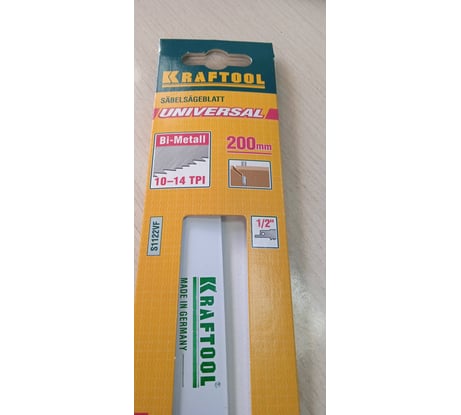 KRAFTOOL
SÄBELSÄGEBLATT
UNIVERSAL
Bi-Metall
200mm
10–14 TPI
1/2"
S1122VF
KRAFTOOL®
MADE IN GERMANY